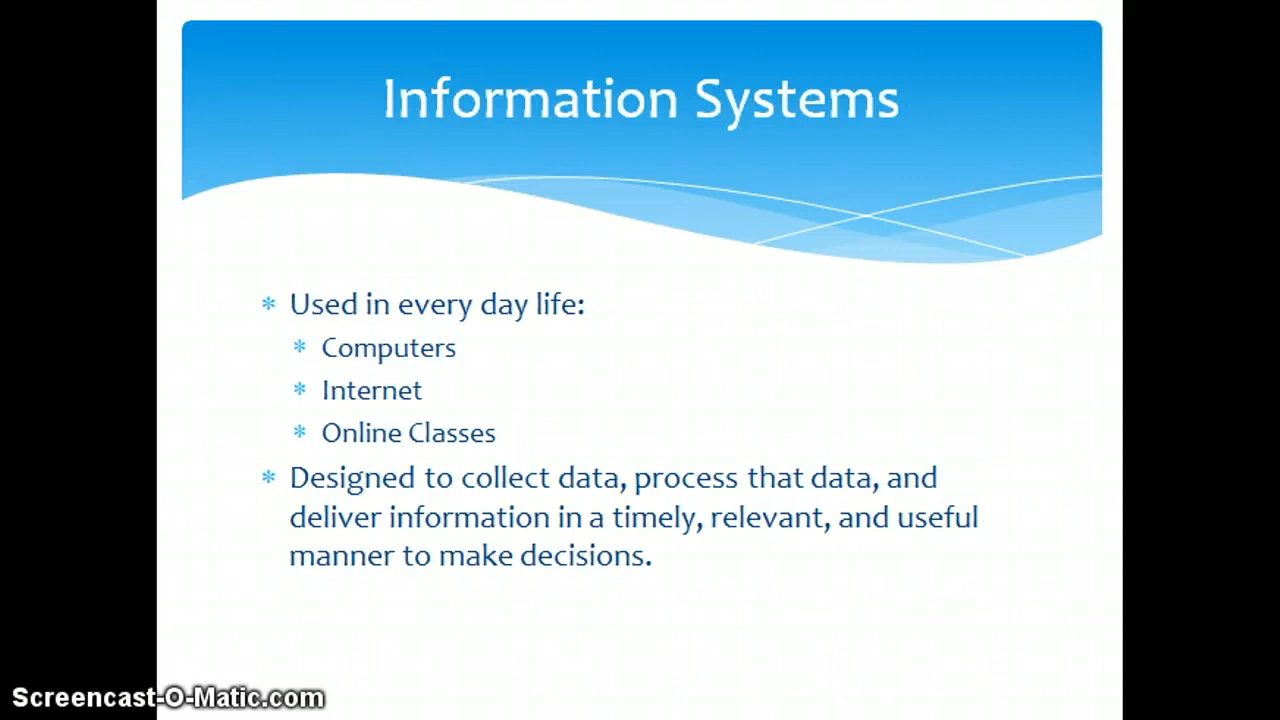 Information Systems
* Used in every day life:
* Computers
* Internet
* Online Classes
* Designed to collect data, process that data, and
deliver information in a timely, relevant, and useful
manner to make decisions.
Screencast-O-Matic.com